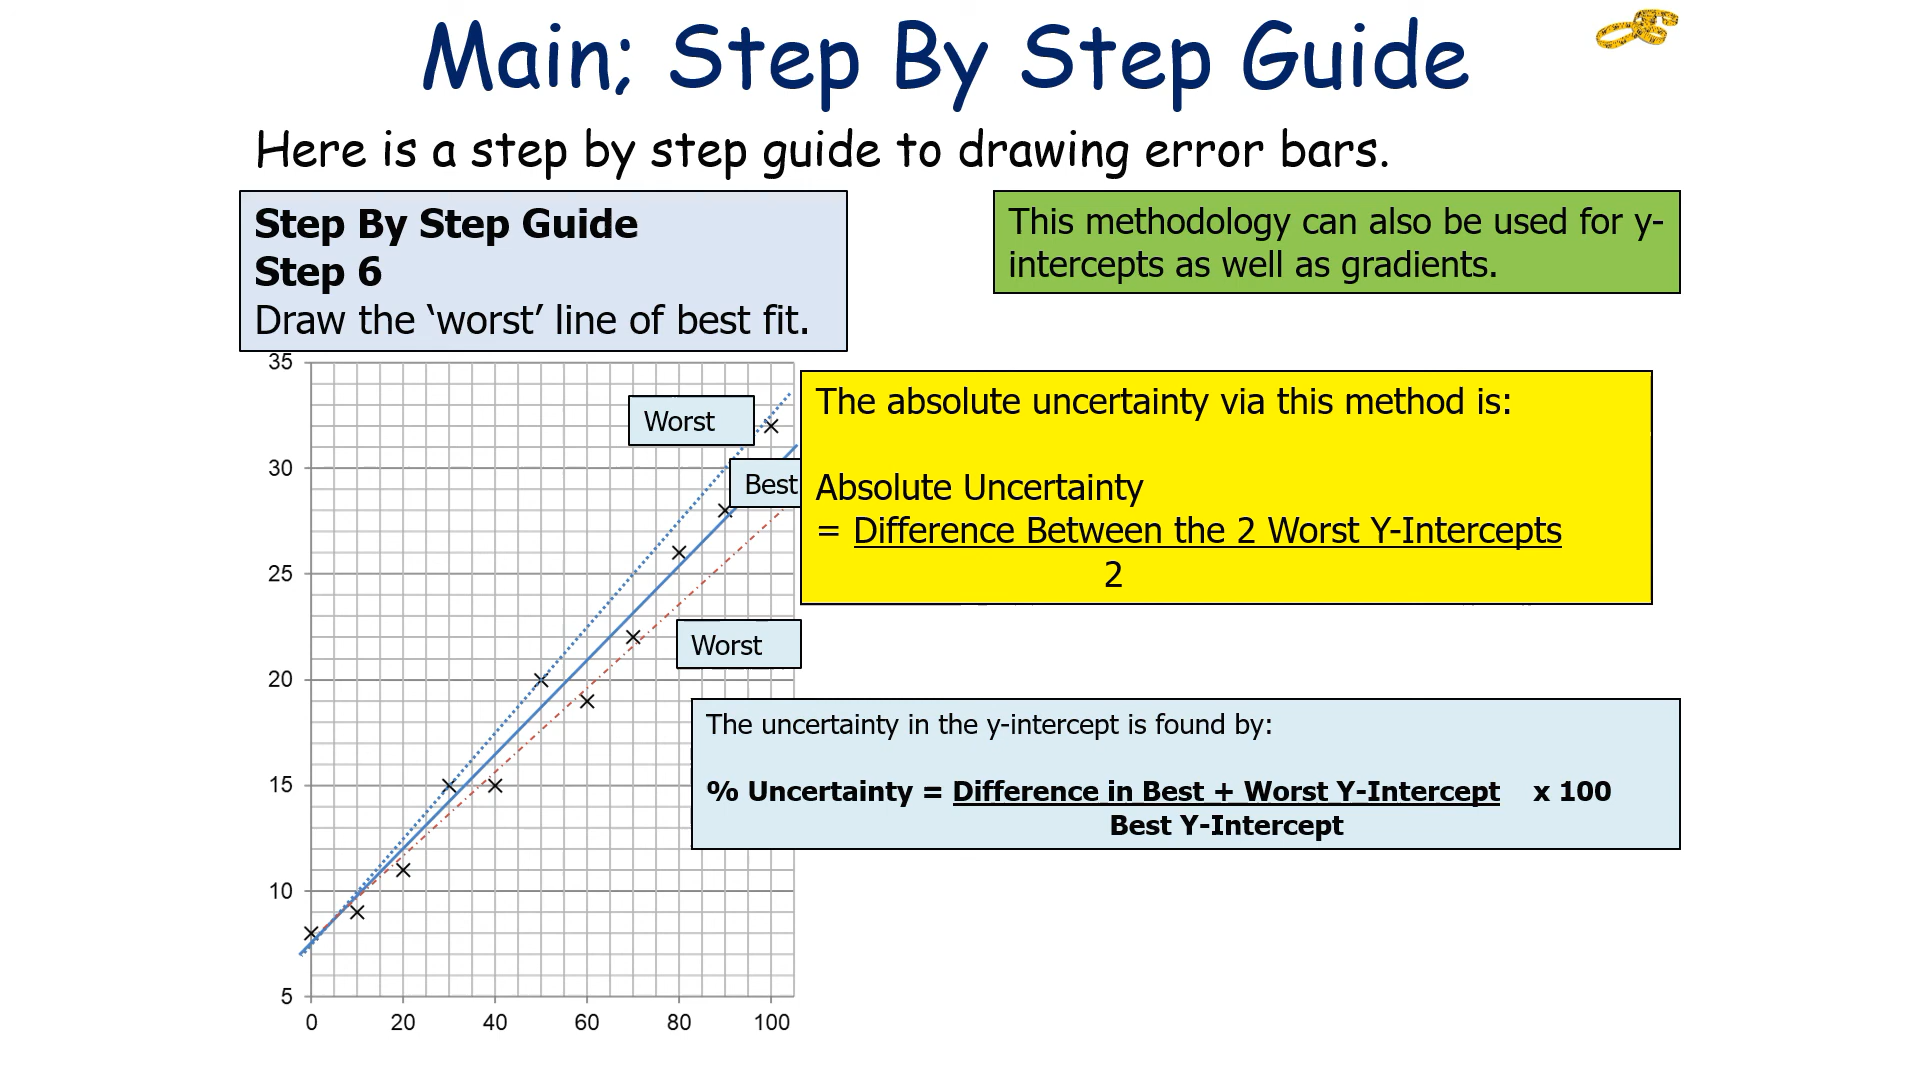 Main; Step By Step Guide
Here is a step by step guide to drawing error bars.
Step By Step Guide
Step 6
Draw the ‘worst’ line of best fit.
This methodology can also be used for y-
intercepts as well as gradients.
The absolute uncertainty via this method is:
Absolute Uncertainty
= Difference Between the 2 Worst Y-Intercepts
2
35
30
25
20
15
10
5
0 20 40 60 80 100
Worst
Best
Worst
The uncertainty in the y-intercept is found by:
% Uncertainty = Difference in Best + Worst Y-Intercept x 100
Best Y-Intercept